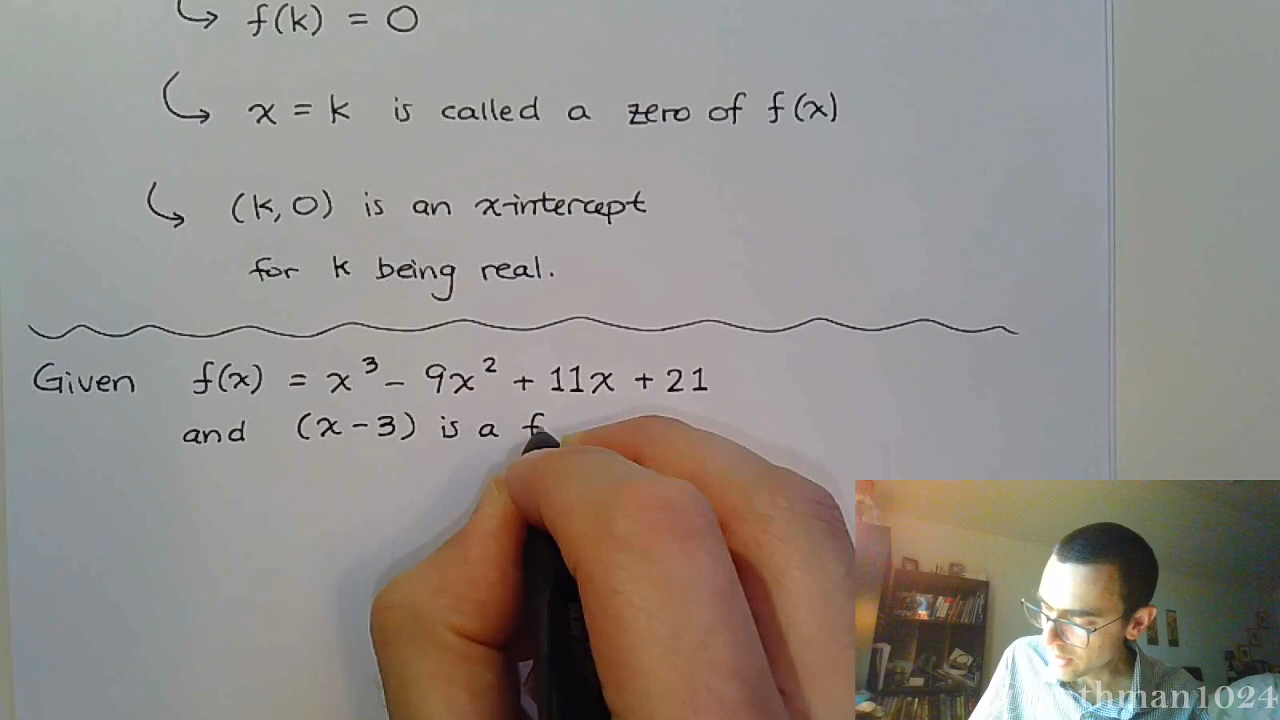 f(k) = 0
x = k is called a zero of f(x)
(k, 0) is an x-intercept
for k being real.
Given f(x) = x³ - 9x² + 11x + 21
and (x - 3) is a f
thman1024